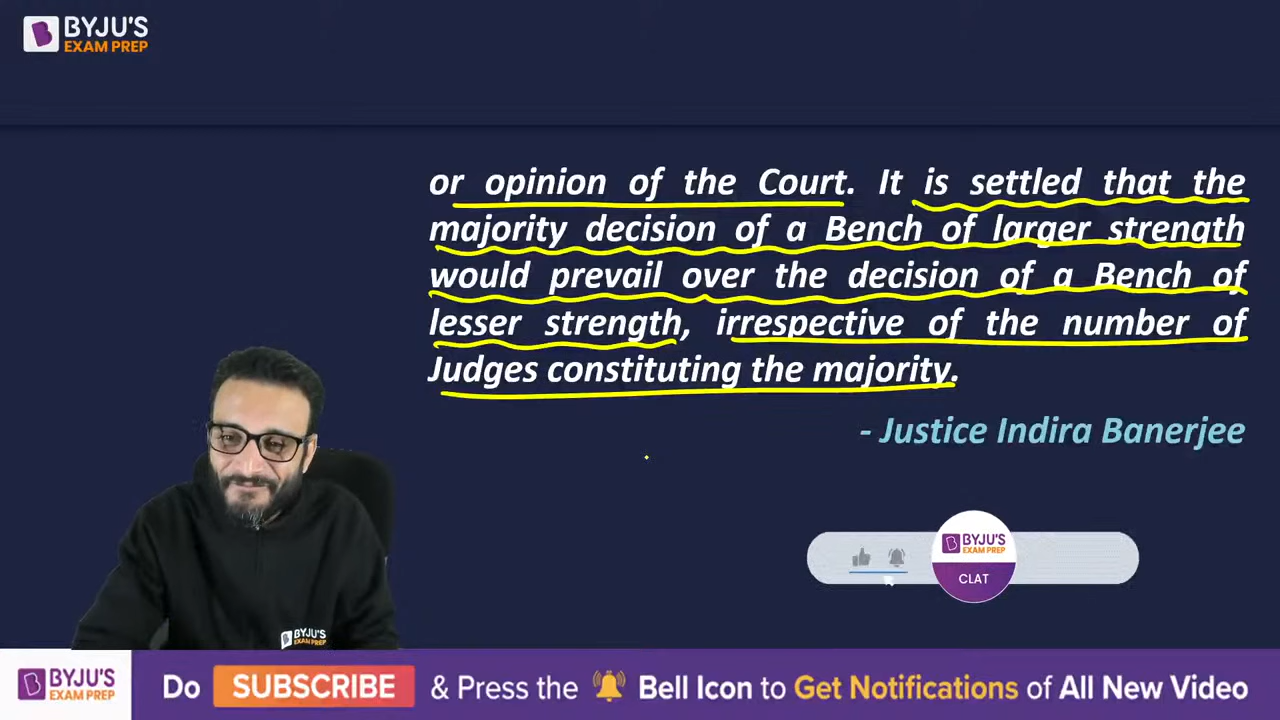 BYJU'S
EXAM PREP
or opinion of the Court. It is settled that the
majority decision of a Bench of larger strength
would prevail over the decision of a Bench of
lesser strength, irrespective of the number of
Judges constituting the majority.
- Justice Indira Banerjee
BYJU'S
EXAM PREP
CLAT
BYJU'S
EXAM PREP
BYJU'S
EXAM PREP
Do SUBSCRIBE & Press the Bell Icon to Get Notifications of All New Video